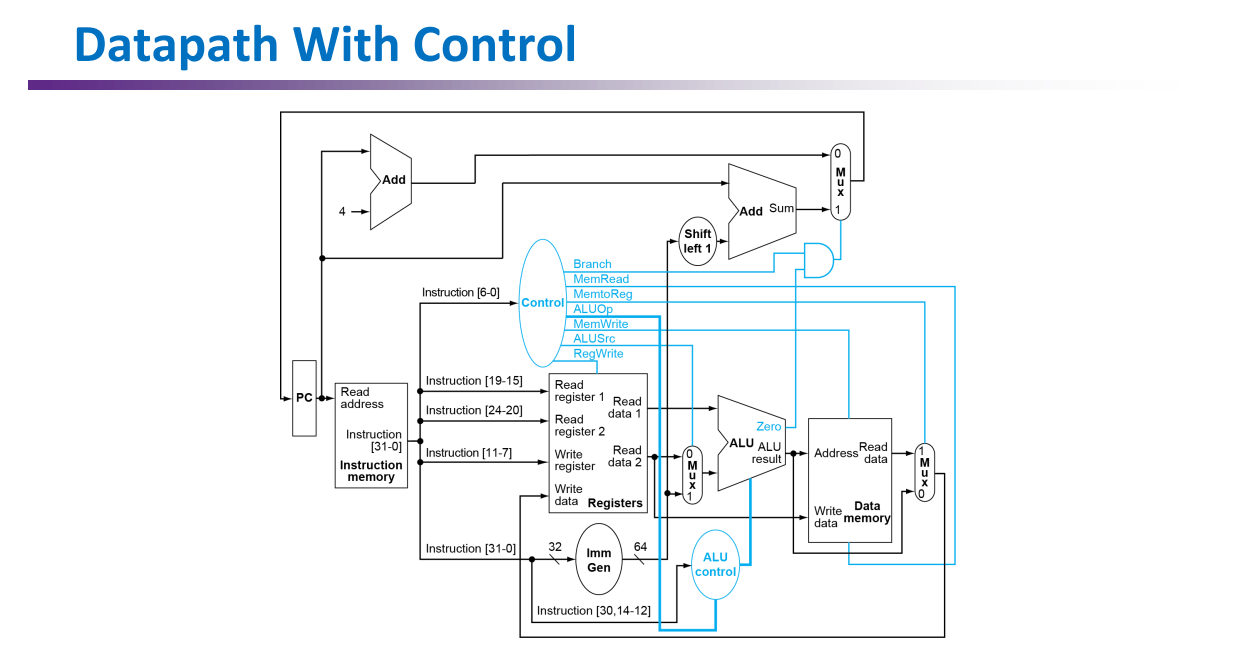 Datapath With Control
0
M
u
x
1
Add
4
Add Sum
Shift
left 1
Branch
MemRead
MemtoReg
ALUOp
MemWrite
ALUSrc
RegWrite
Instruction [6-0]
Control
PC
Read
address
Instruction
[31-0]
Instruction
memory
Instruction [19-15]
Instruction [24-20]
Instruction [11-7]
Read
register 1
Read
register 2
Write
register
Write
data
Read
data 1
Read
data 2
Registers
0
M
u
x
1
Zero
ALU
ALU
result
Address
Read
data
Write
data
Data
memory
1
M
u
x
0
Instruction [31-0]
32
Imm
Gen
64
ALU
control
Instruction [30,14-12]